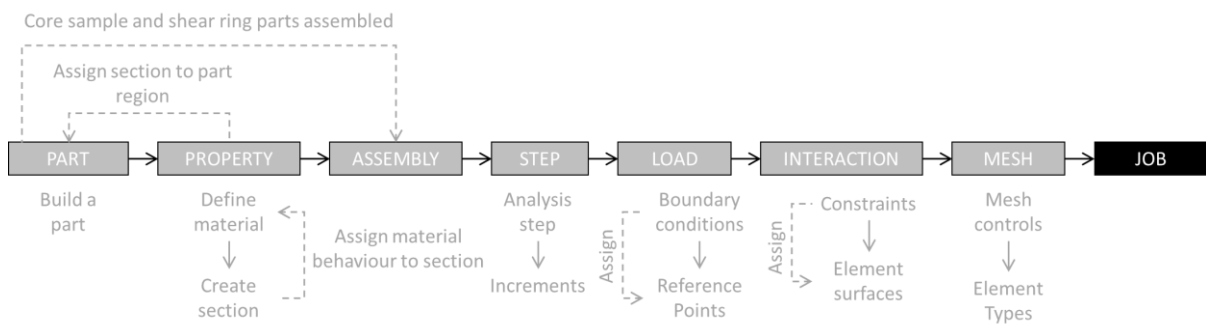 Core sample and shear ring parts assembled
Assign section to part
region
PART
PROPERTY
ASSEMBLY
STEP
LOAD
INTERACTION
MESH
JOB
Build a
part
Define
material
Create
section
Assign material
behaviour to section
Analysis
step
Increments
Boundary
conditions
Assign
Reference
Points
Constraints
Assign
Element
surfaces
Mesh
controls
Element
Types